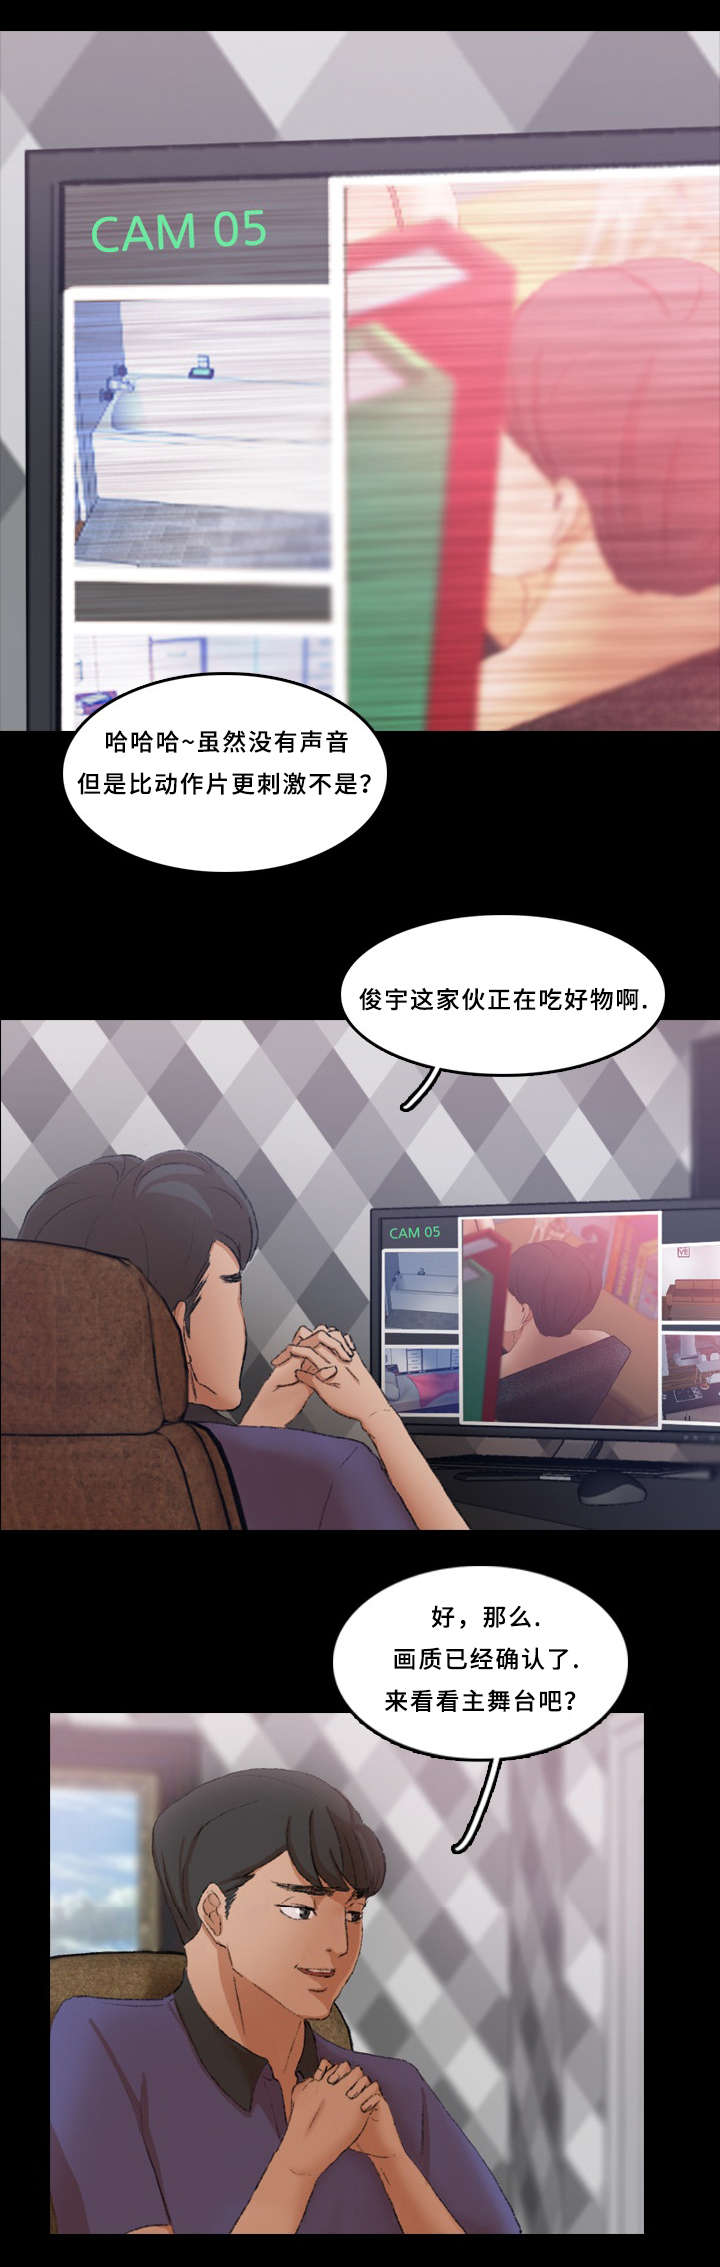 CAM 05
哈哈哈~虽然没有声音
但是比动作片更刺激不是?
俊宇这家伙正在吃好物啊.
CAM 05
好，那么.
画质已经确认了.
来看看主舞台吧?